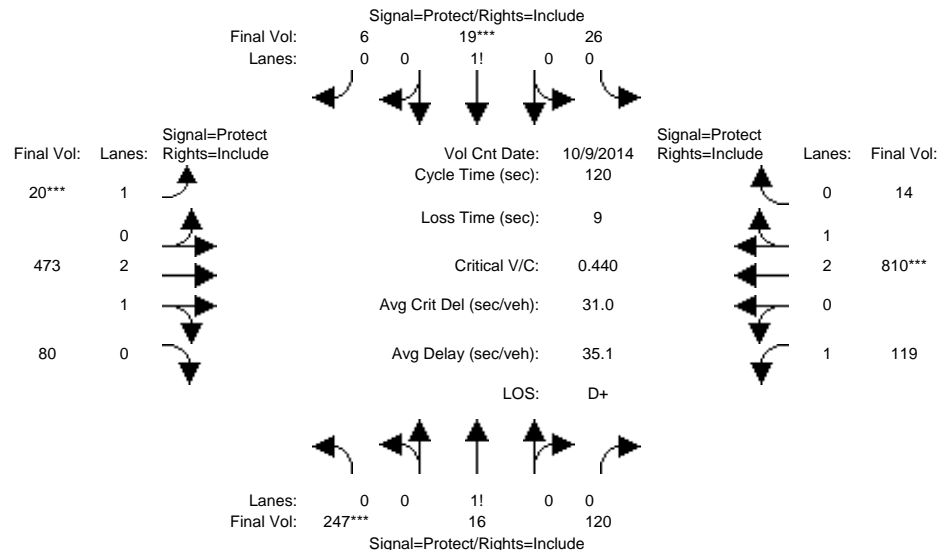 Signal=Protect/Rights=Include
Final Vol: 6 19*** 26
Lanes: 0 0 1! 0 0
Signal=Protect Signal=Protect
Final Vol: Lanes: Rights=Include Vol Cnt Date: 10/9/2014 Rights=Include Lanes: Final Vol:
Cycle Time (sec): 120
20*** 1 0 14
Loss Time (sec): 9
0 1
473 2 Critical V/C: 0.440 2 810***
1 Avg Crit Del (sec/veh): 31.0 0
80 0 Avg Delay (sec/veh): 35.1 1 119
LOS: D+
Lanes: 0 0 1! 0 0
Final Vol: 247*** 16 120
Signal=Protect/Rights=Include